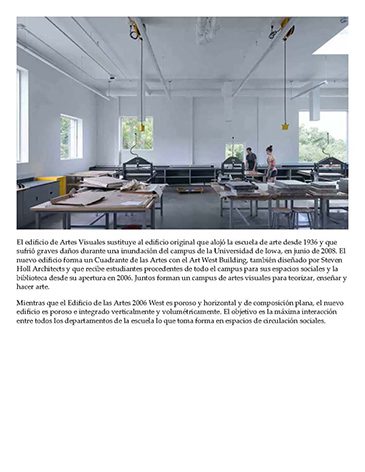 El edificio de Artes Visuales sustituye al edificio original que alojó la escuela de arte desde 1936 y que
sufrió graves daños durante una inundación del campus de la Universidad de Iowa, en junio de 2008. El
nuevo edificio forma un Cuadrante de las Artes con el Art West Building, también diseñado por Steven
Holl Architects y que recibe estudiantes procedentes de todo el campus para sus espacios sociales y la
biblioteca desde su apertura en 2006. Juntos forman un campus de artes visuales para teorizar, enseñar y
hacer arte.
Mientras que el Edificio de las Artes 2006 West es poroso y horizontal y de composición plana, el nuevo
edificio es poroso e integrado verticalmente y volumétricamente. El objetivo es la máxima interacción
entre todos los departamentos de la escuela lo que toma forma en espacios de circulación sociales.